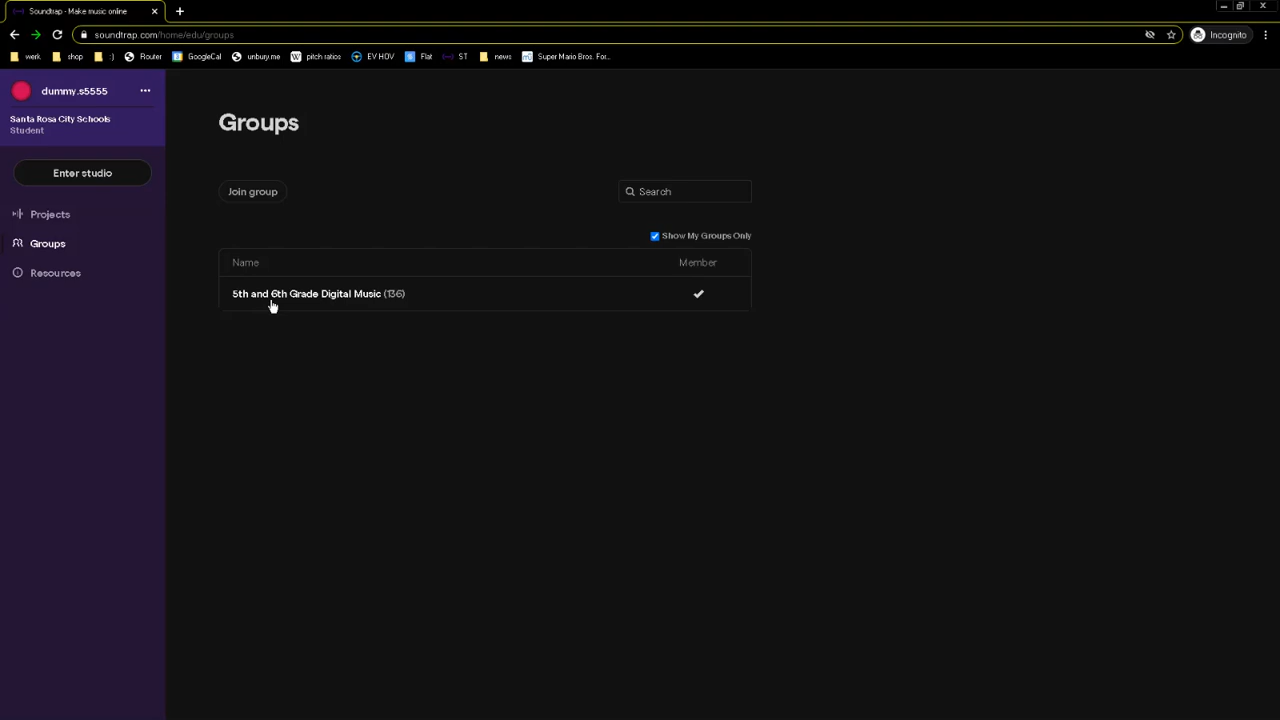 Soundtrap - Make music online
soundtrap.com/home/edu/groups
Incognito
werk shop :) Router GoogleCal unbury.me pitch ratios EV HOV Flat ST news Super Mario Bros. For...
dummy.s5555
Santa Rosa City Schools
Student
Enter studio
Projects
Groups
Resources
Groups
Join group
Search
Show My Groups Only
Name Member
5th and 6th Grade Digital Music (136)